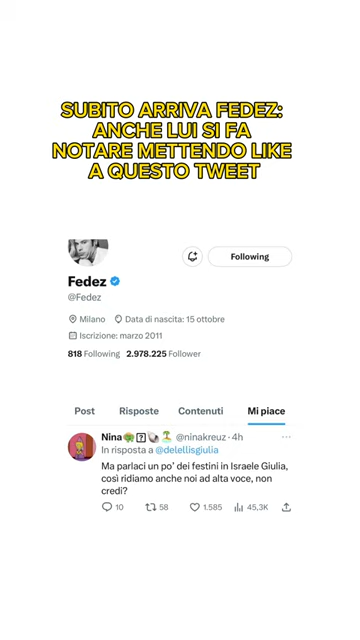 SUBITO ARRIVA FEDEZ:
ANCHE LUI SI FA
NOTARE METTENDO LIKE
A QUESTO TWEET
Following
Fedez
@Fedez
Milano Data di nascita: 15 ottobre
Iscrizione: marzo 2011
818 Following 2.978.225 Follower
Post Risposte Contenuti Mi piace
Nina @ninakreuz · 4h
In risposta a @delellisgiulia
Ma parlaci un po' dei festini in Israele Giulia,
così ridiamo anche noi ad alta voce, non
credi?
10 58 1.585 45,3K